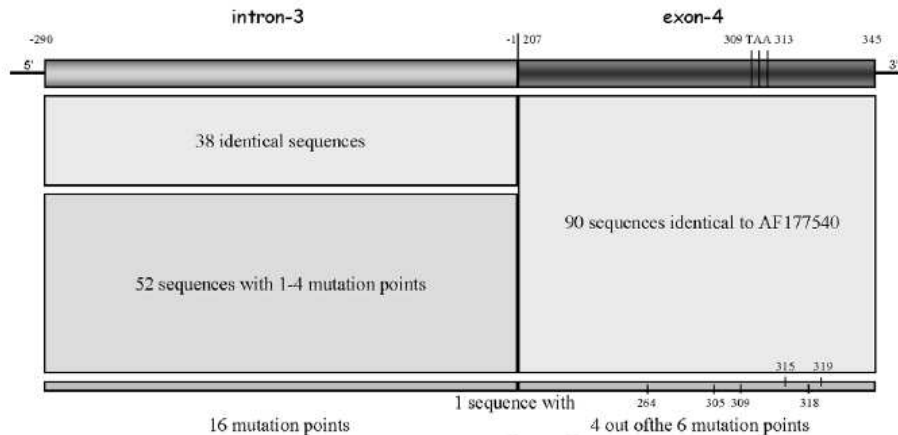 intron-3 exon-4
-290 -1 207 309 TAA 313 345
5' 3'
38 identical sequences
90 sequences identical to AF177540
52 sequences with 1-4 mutation points
315 319
1 sequence with 264 305 309 318
16 mutation points 4 out ofthe 6 mutation points